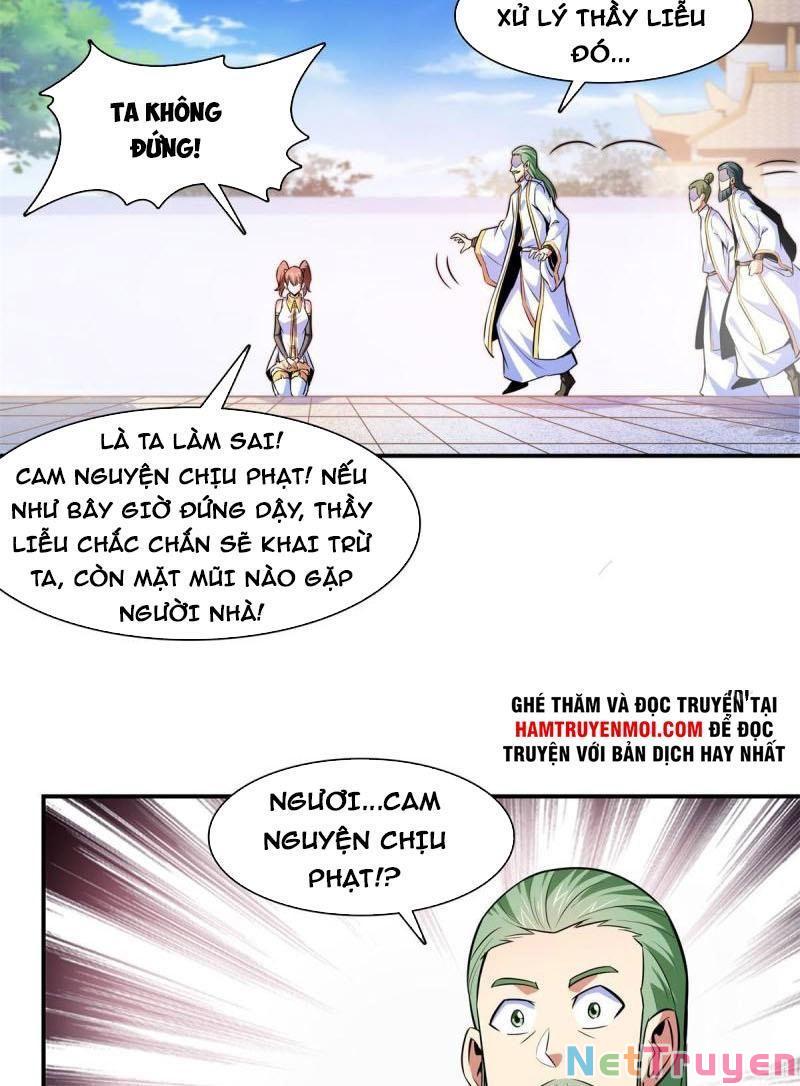 XỬ LÝ THẦY LIỄU
ĐÓ...
TA KHÔNG
ĐỨNG!
LÀ TA LÀM SAI!
CAM NGUYỆN CHỊU PHẠT! NẾU
NHƯ BÂY GIỜ ĐỨNG DẬY, THẦY
LIỄU CHẮC CHẮN SẼ KHAI TRỪ
TA, CÒN MẶT MŨI NÀO GẶP
NGƯỜI NHÀ!
GHÉ THĂM VÀ ĐỌC TRUYỆN TẠI
HAMTRUYENMOI.COM ĐỂ ĐỌC
TRUYỆN VỚI BẢN DỊCH HAY NHẤT
NGƯƠI...CAM
NGUYỆN CHỊU
PHẠT!?
NetTruyen